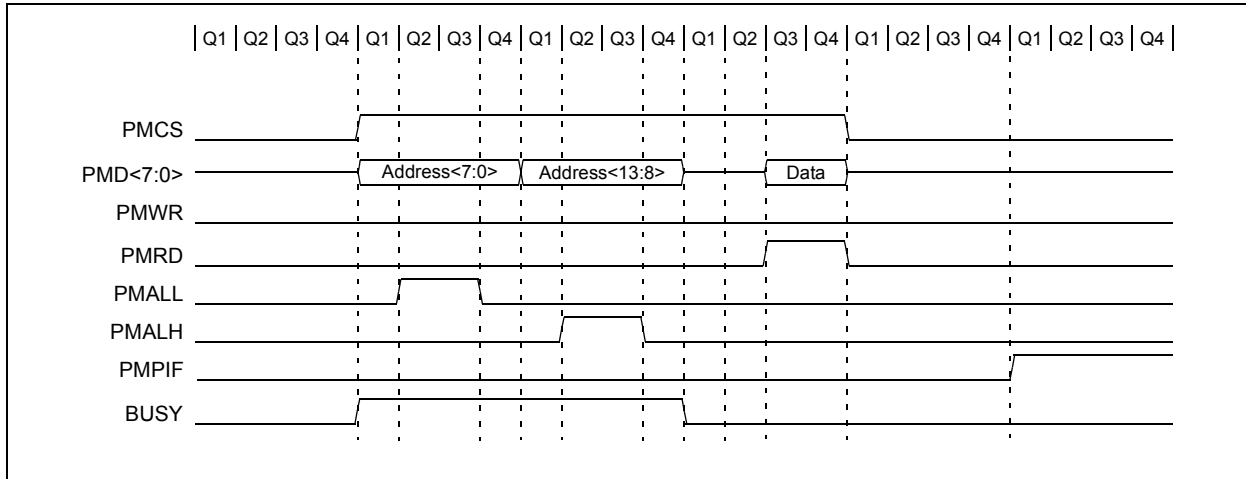 Q1 Q2 Q3 Q4 Q1 Q2 Q3 Q4 Q1 Q2 Q3 Q4 Q1 Q2 Q3 Q4 Q1 Q2 Q3 Q4 Q1 Q2 Q3 Q4
PMCS
PMD<7:0> Address<7:0> Address<13:8> Data
PMWR
PMRD
PMALL
PMALH
PMPIF
BUSY